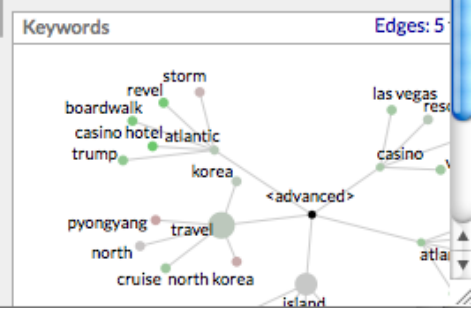 Keywords
Edges: 5
storm
revel
las vegas
boardwalk
casino hotel
atlantic
trump
casino
korea
<advanced>
pyongyang
travel
north
cruise
north korea
island